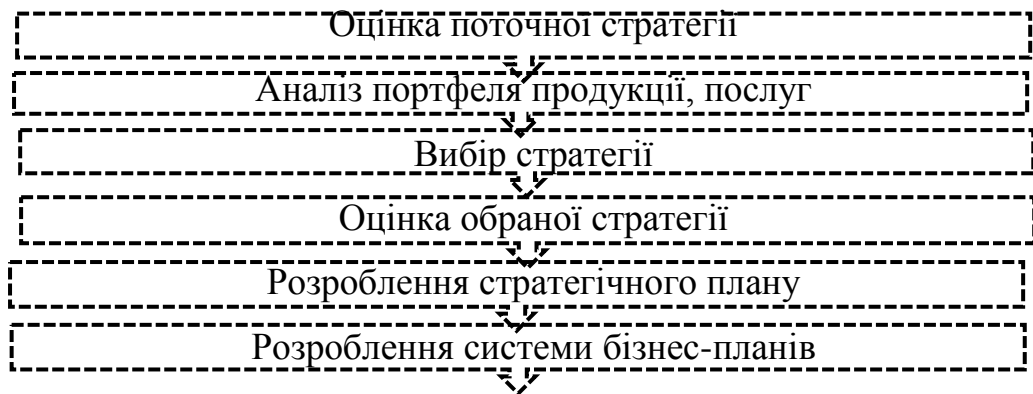 Оцінка поточної стратегії
Аналіз портфеля продукції, послуг
Вибір стратегії
Оцінка обраної стратегії
Розроблення стратегічного плану
Розроблення системи бізнес-планів